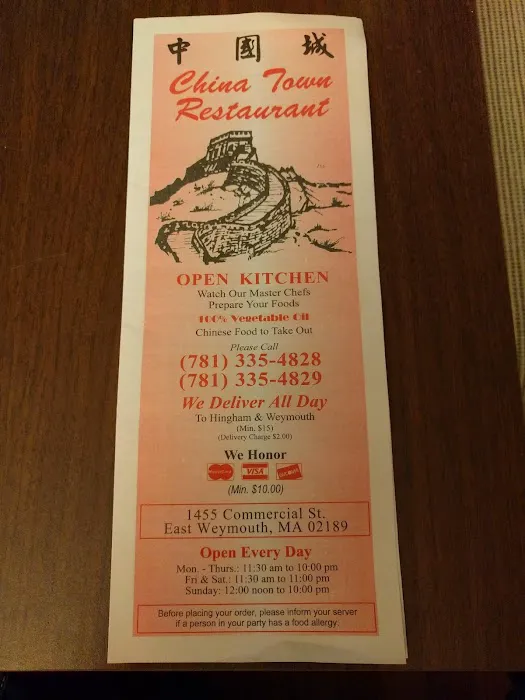 中 國 城
China Town
Restaurant
OPEN KITCHEN
Watch Our Master Chefs
Prepare Your Foods
100% Vegetable Oil
Chinese Food to Take Out
Please Call
(781) 335-4828
(781) 335-4829
We Deliver All Day
To Hingham & Weymouth
(Min. $15)
(Delivery Charge $2.00)
We Honor
VISA
(Min. $10.00)
1455 Commercial St.
East Weymouth, MA 02189
Open Every Day
Mon. - Thurs.: 11:30 am to 10:00 pm
Fri & Sat.: 11:30 am to 11:00 pm
Sunday: 12:00 noon to 10:00 pm
Before placing your order, please inform your server
if a person in your party has a food allergy.